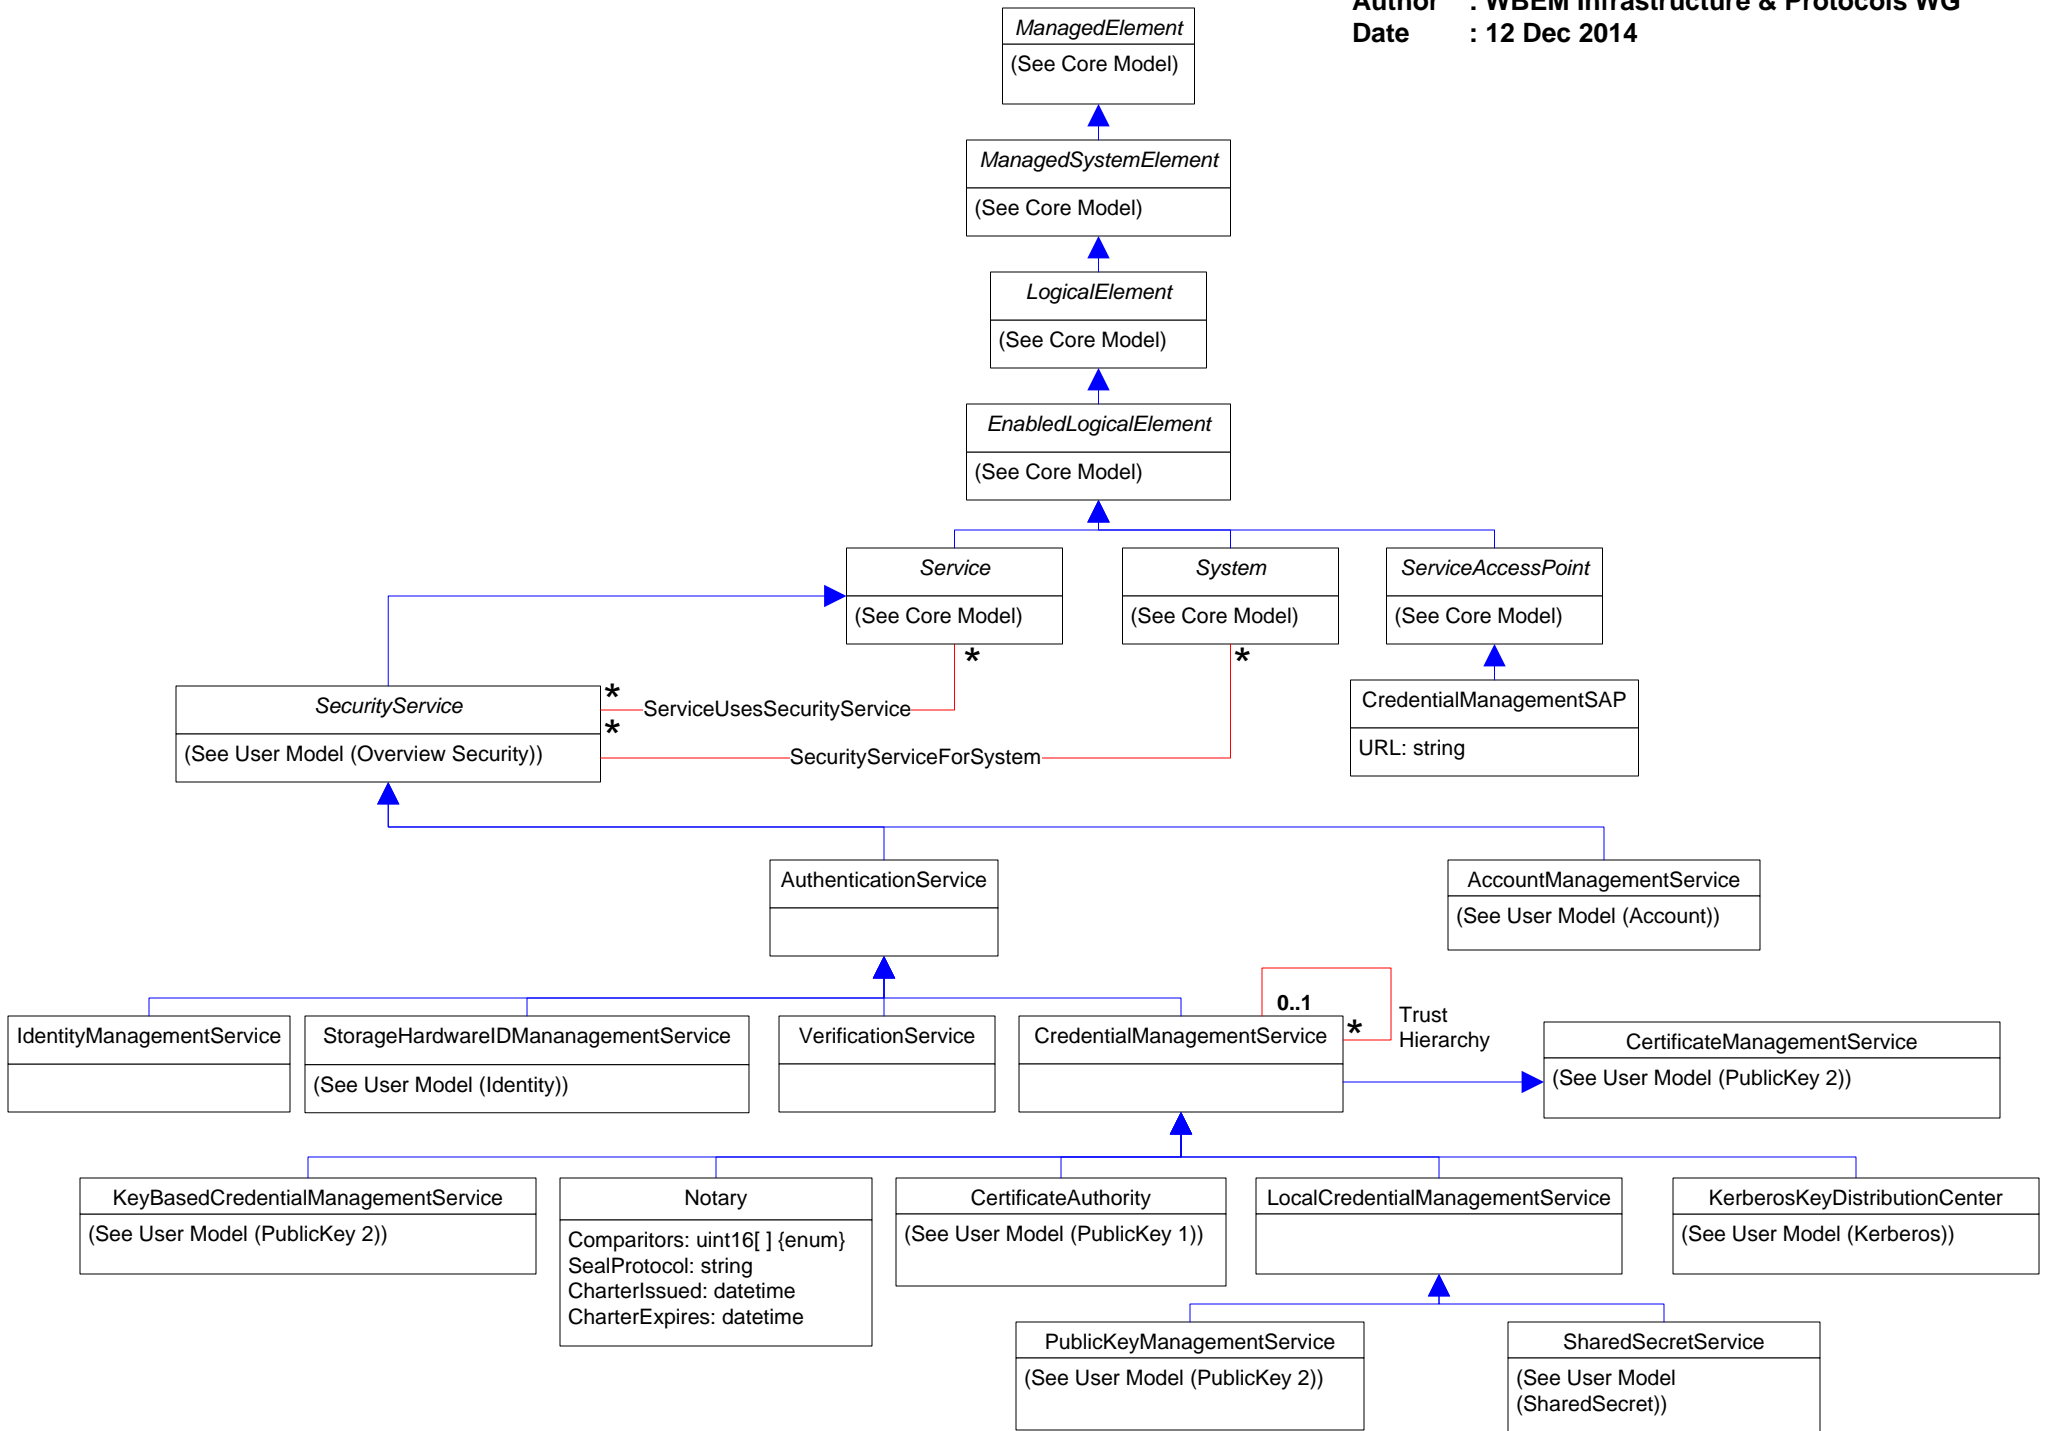 Author : WBEM Infrastructure & Protocols WG
Date : 12 Dec 2014
ManagedElement
(See Core Model)
ManagedSystemElement
(See Core Model)
LogicalElement
(See Core Model)
EnabledLogicalElement
(See Core Model)
Service
(See Core Model)
System
(See Core Model)
ServiceAccessPoint
(See Core Model)
*
*
SecurityService
(See User Model (Overview Security))
*
ServiceUsesSecurityService
*
SecurityServiceForSystem
CredentialManagementSAP
URL: string
AuthenticationService
AccountManagementService
(See User Model (Account))
IdentityManagementService
StorageHardwareIDMananagementService
(See User Model (Identity))
VerificationService
CredentialManagementService
0..1
*
Trust
Hierarchy
CertificateManagementService
(See User Model (PublicKey 2))
KeyBasedCredentialManagementService
(See User Model (PublicKey 2))
Notary
Comparitors: uint16[ ] {enum}
SealProtocol: string
CharterIssued: datetime
CharterExpires: datetime
CertificateAuthority
(See User Model (PublicKey 1))
LocalCredentialManagementService
KerberosKeyDistributionCenter
(See User Model (Kerberos))
PublicKeyManagementService
(See User Model (PublicKey 2))
SharedSecretService
(See User Model
(SharedSecret))